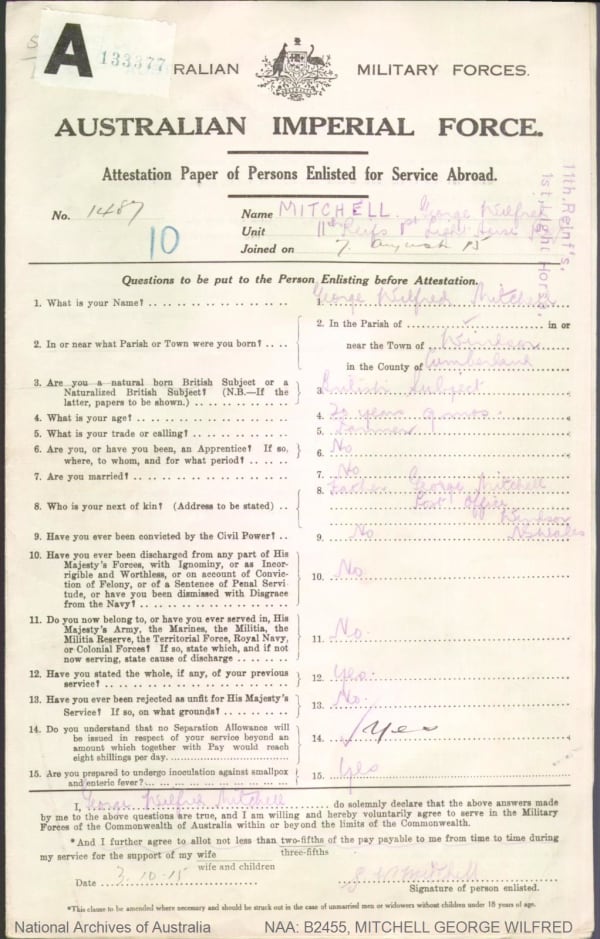 A 133377
RALIAN MILITARY FORCES.
AUSTRALIAN IMPERIAL FORCE.
Attestation Paper of Persons Enlisted for Service Abroad.
No. 1487 Name MITCHELL. George Wilfred
10
Unit 11th Reifs 1st Light Horse
Joined on 7. August 15
11th Reinf's,
1st Light Horse,
Questions to be put to the Person Enlisting before Attestation.
1. What is your Name? 1. George Wilfred Mitchell
2. In or near what Parish or Town were you born? 2. In the Parish of in or
near the Town of Windsor
in the County of Cumberland
3. Are you a natural born British Subject or a
Naturalized British Subject? (N.B.—If the
latter, papers to be shown.) 3. British Subject
4. What is your age? 4. 20 years 9 mos.
5. What is your trade or calling? 5.
6. Are you, or have you been, an Apprentice? If so,
where, to whom, and for what period? 6. No
7. Are you married? 7. No
8. Who is your next of kin? (Address to be stated) 8. Father George Mitchell
Post Office
Windsor
N.S.Wales
9. Have you ever been convicted by the Civil Power? 9. No
10. Have you ever been discharged from any part of His
Majesty's Forces, with Ignominy, or as Incor-
rigible and Worthless, or on account of Convic-
tion of Felony, or of a Sentence of Penal Servi
tude, or have you been dismissed with Disgrace
from the Navy? 10. No
11. Do you now belong to, or have you ever served in, His
Majesty's Army, the Marines, the Militia, the
Militia Reserve, the Territorial Force, Royal Navy,
or Colonial Forces? If so, state which, and if not
now serving, state cause of discharge 11. No.
12. Have you stated the whole, if any, of your previous
service? 12. Yes.
13. Have you ever been rejected as unfit for His Majesty's
Service? If so, on what grounds? 13. No.
14. Do you understand that no Separation Allowance will
be issued in respect of your service beyond an
amount which together with Pay would reach
eight shillings per day. 14. Yes
15. Are you prepared to undergo inoculation against smallpox
and enteric fever? 15. Yes
I, George Wilfred Mitchell do solemnly declare that the above answers made
by me to the above questions are true, and I am willing and hereby voluntarily agree to serve in the Military
Forces of the Commonwealth of Australia within or beyond the limits of the Commonwealth.
*And I further agree to allot not less than two-fifths of the pay payable to me from time to time during
three-fifths
my service for the support of my wife
wife and children
Date 3.10.15 G W Mitchell
Signature of person enlisted.
*This clause to be amended where necessary and should be struck out in the case of unmarried men or widowers without children under 18 years of age.
National Archives of Australia NAA: B2455, MITCHELL GEORGE WILFRED